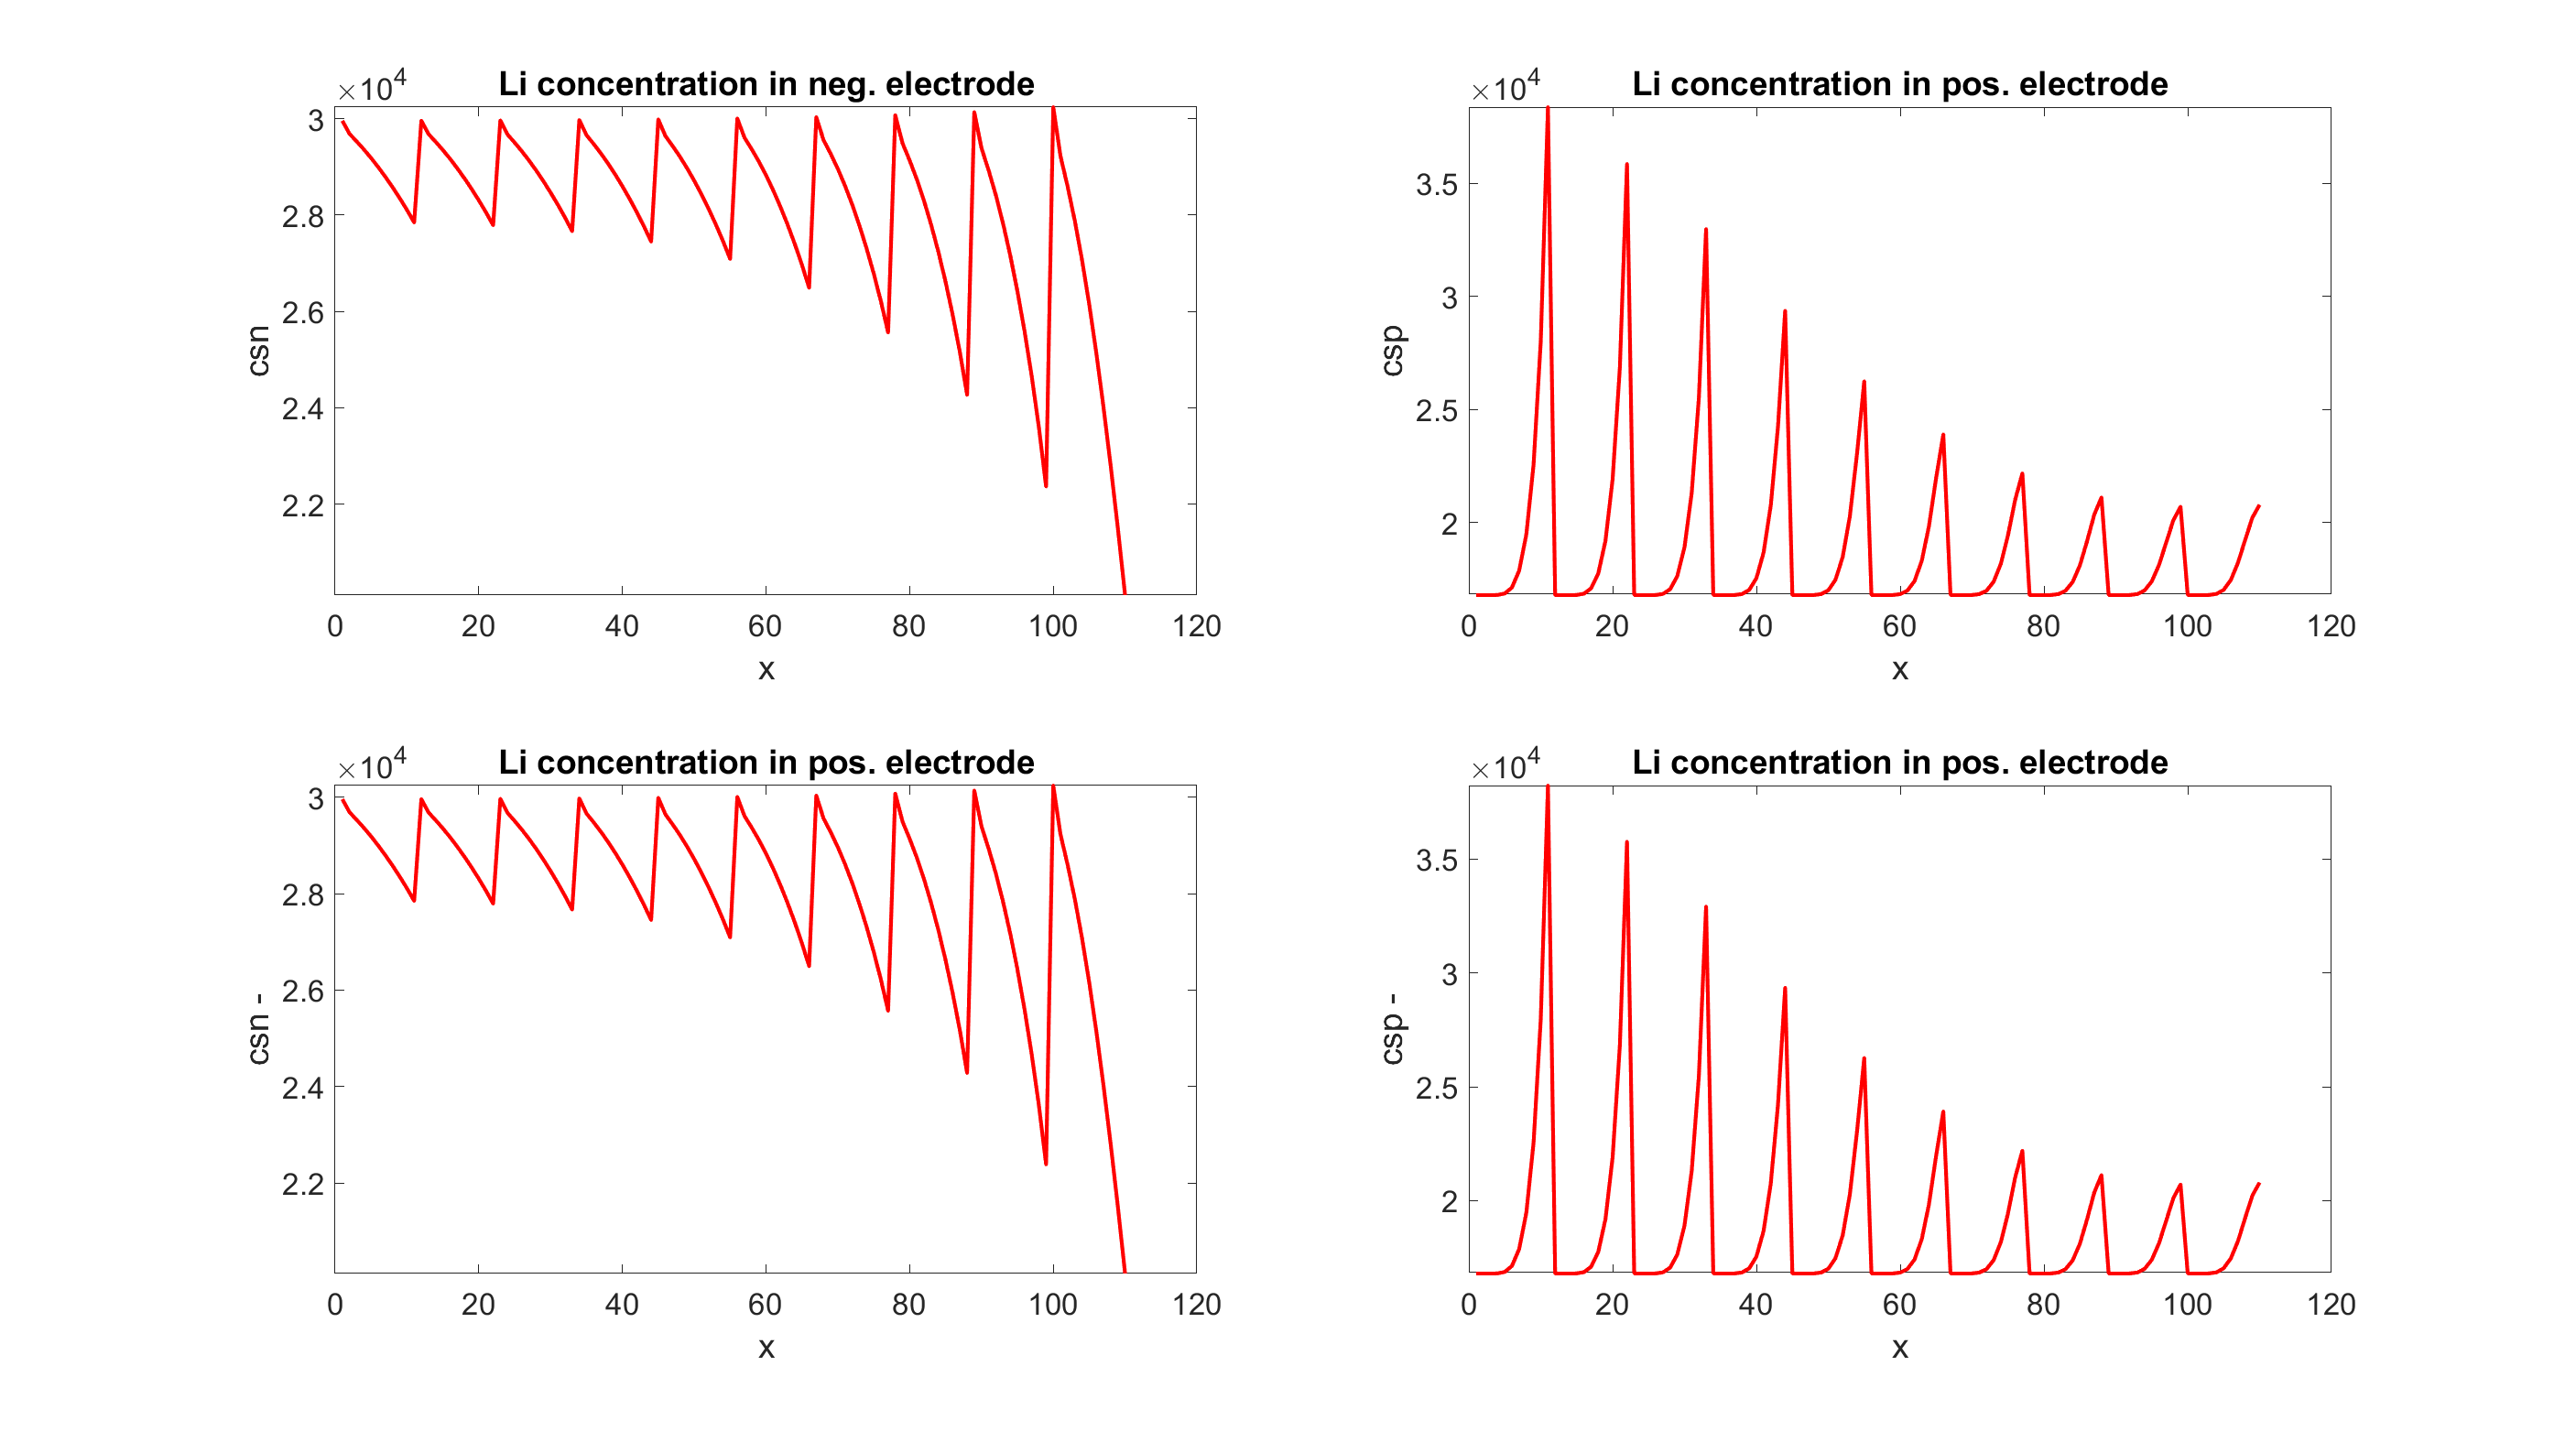 Li concentration in neg. electrode
×10^4
3
2.8
2.6
2.4
2.2
csn
0 20 40 60 80 100 120
x
Li concentration in pos. electrode
×10^4
3.5
3
2.5
2
csp
0 20 40 60 80 100 120
x
Li concentration in pos. electrode
×10^4
3
2.8
2.6
2.4
2.2
csn -
0 20 40 60 80 100 120
x
Li concentration in pos. electrode
×10^4
3.5
3
2.5
2
csp -
0 20 40 60 80 100 120
x